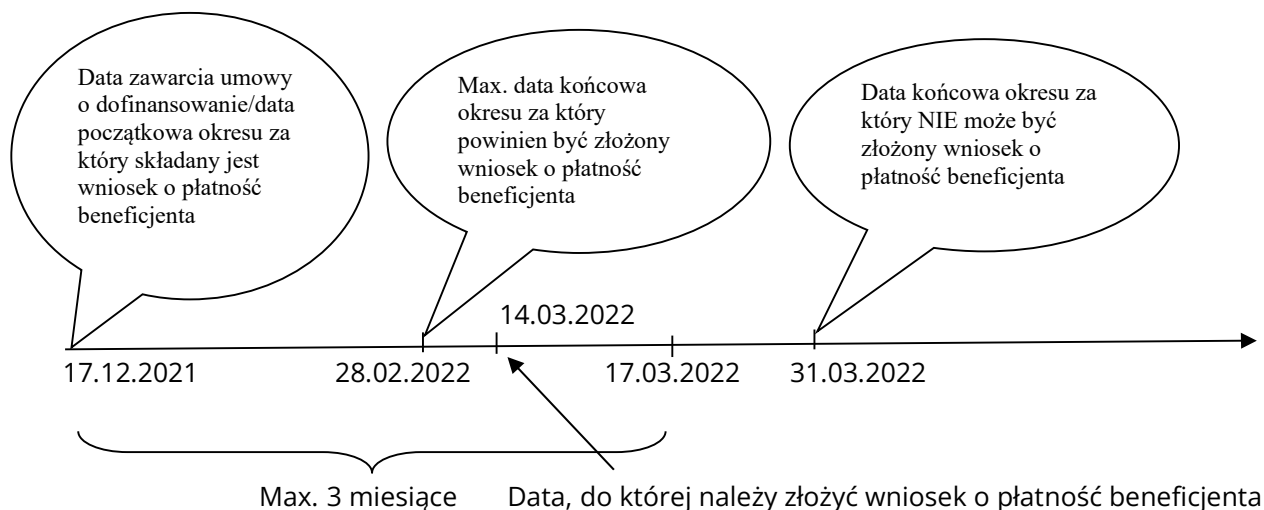 Data zawarcia umowy
o dofinansowanie/data
początkowa okresu za
który składany jest
wniosek o płatność
beneficjenta
Max. data końcowa
okresu za który
powinien być złożony
wniosek o płatność
beneficjenta
Data końcowa okresu za
który NIE może być
złożony wniosek o
płatność beneficjenta
14.03.2022
17.12.2021
28.02.2022
17.03.2022
31.03.2022
Max. 3 miesiące
Data, do której należy złożyć wniosek o płatność beneficjenta